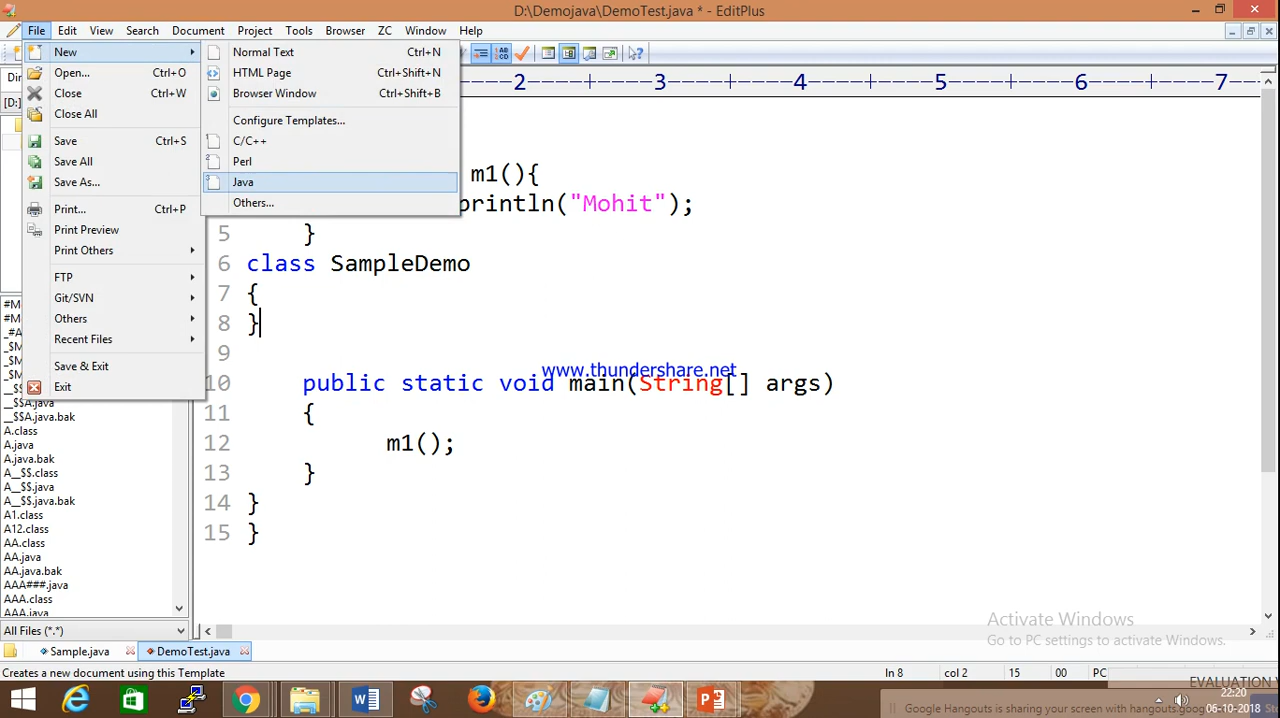 D:\Demojava\DemoTest.java * - EditPlus
File Edit View Search Document Project Tools Browser ZC Window Help
New
Open... Ctrl+O
Close Ctrl+W
Close All
Save Ctrl+S
Save All
Save As...
Print... Ctrl+P
Print Preview
Print Others
FTP
Git/SVN
Others
Recent Files
Save & Exit
Exit
Normal Text Ctrl+N
HTML Page Ctrl+Shift+N
Browser Window Ctrl+Shift+B
Configure Templates...
1 C/C++
2 Perl
3 Java
Others...
Dir
[D:]
2 3 4 5 6 7
m1(){
println("Mohit");
5 }
6 class SampleDemo
7 {
8 }
9
www.thundershare.net
10 public static void main(String[] args)
11 {
12 m1();
13 }
14 }
15 }
_$$A.java
_$$A.java.bak
A.class
A.java
A.java.bak
A__$$.class
A__$$.java
A__$$.java.bak
A1.class
A12.class
AA.class
AA.java
AA.java.bak
AAA###.java
AAA.class
AAA.java
All Files (*.*)
Sample.java DemoTest.java
Creates a new document using this Template
In 8 col 2 15 00 PC
Activate Windows
Go to PC settings to activate Windows.
EVALUATION
22:20
06-10-2018
Google Hangouts is sharing your screen with hangouts.goog